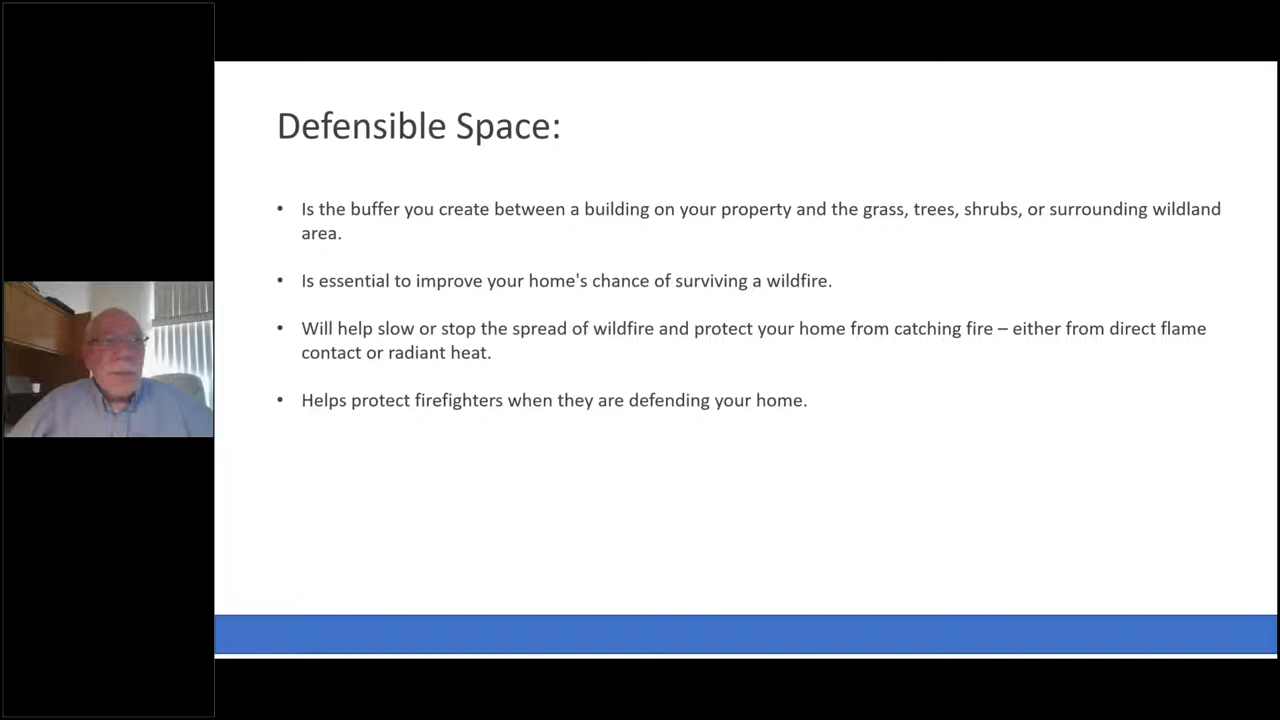 Defensible Space:
• Is the buffer you create between a building on your property and the grass, trees, shrubs, or surrounding wildland
area.
• Is essential to improve your home's chance of surviving a wildfire.
• Will help slow or stop the spread of wildfire and protect your home from catching fire – either from direct flame
contact or radiant heat.
• Helps protect firefighters when they are defending your home.